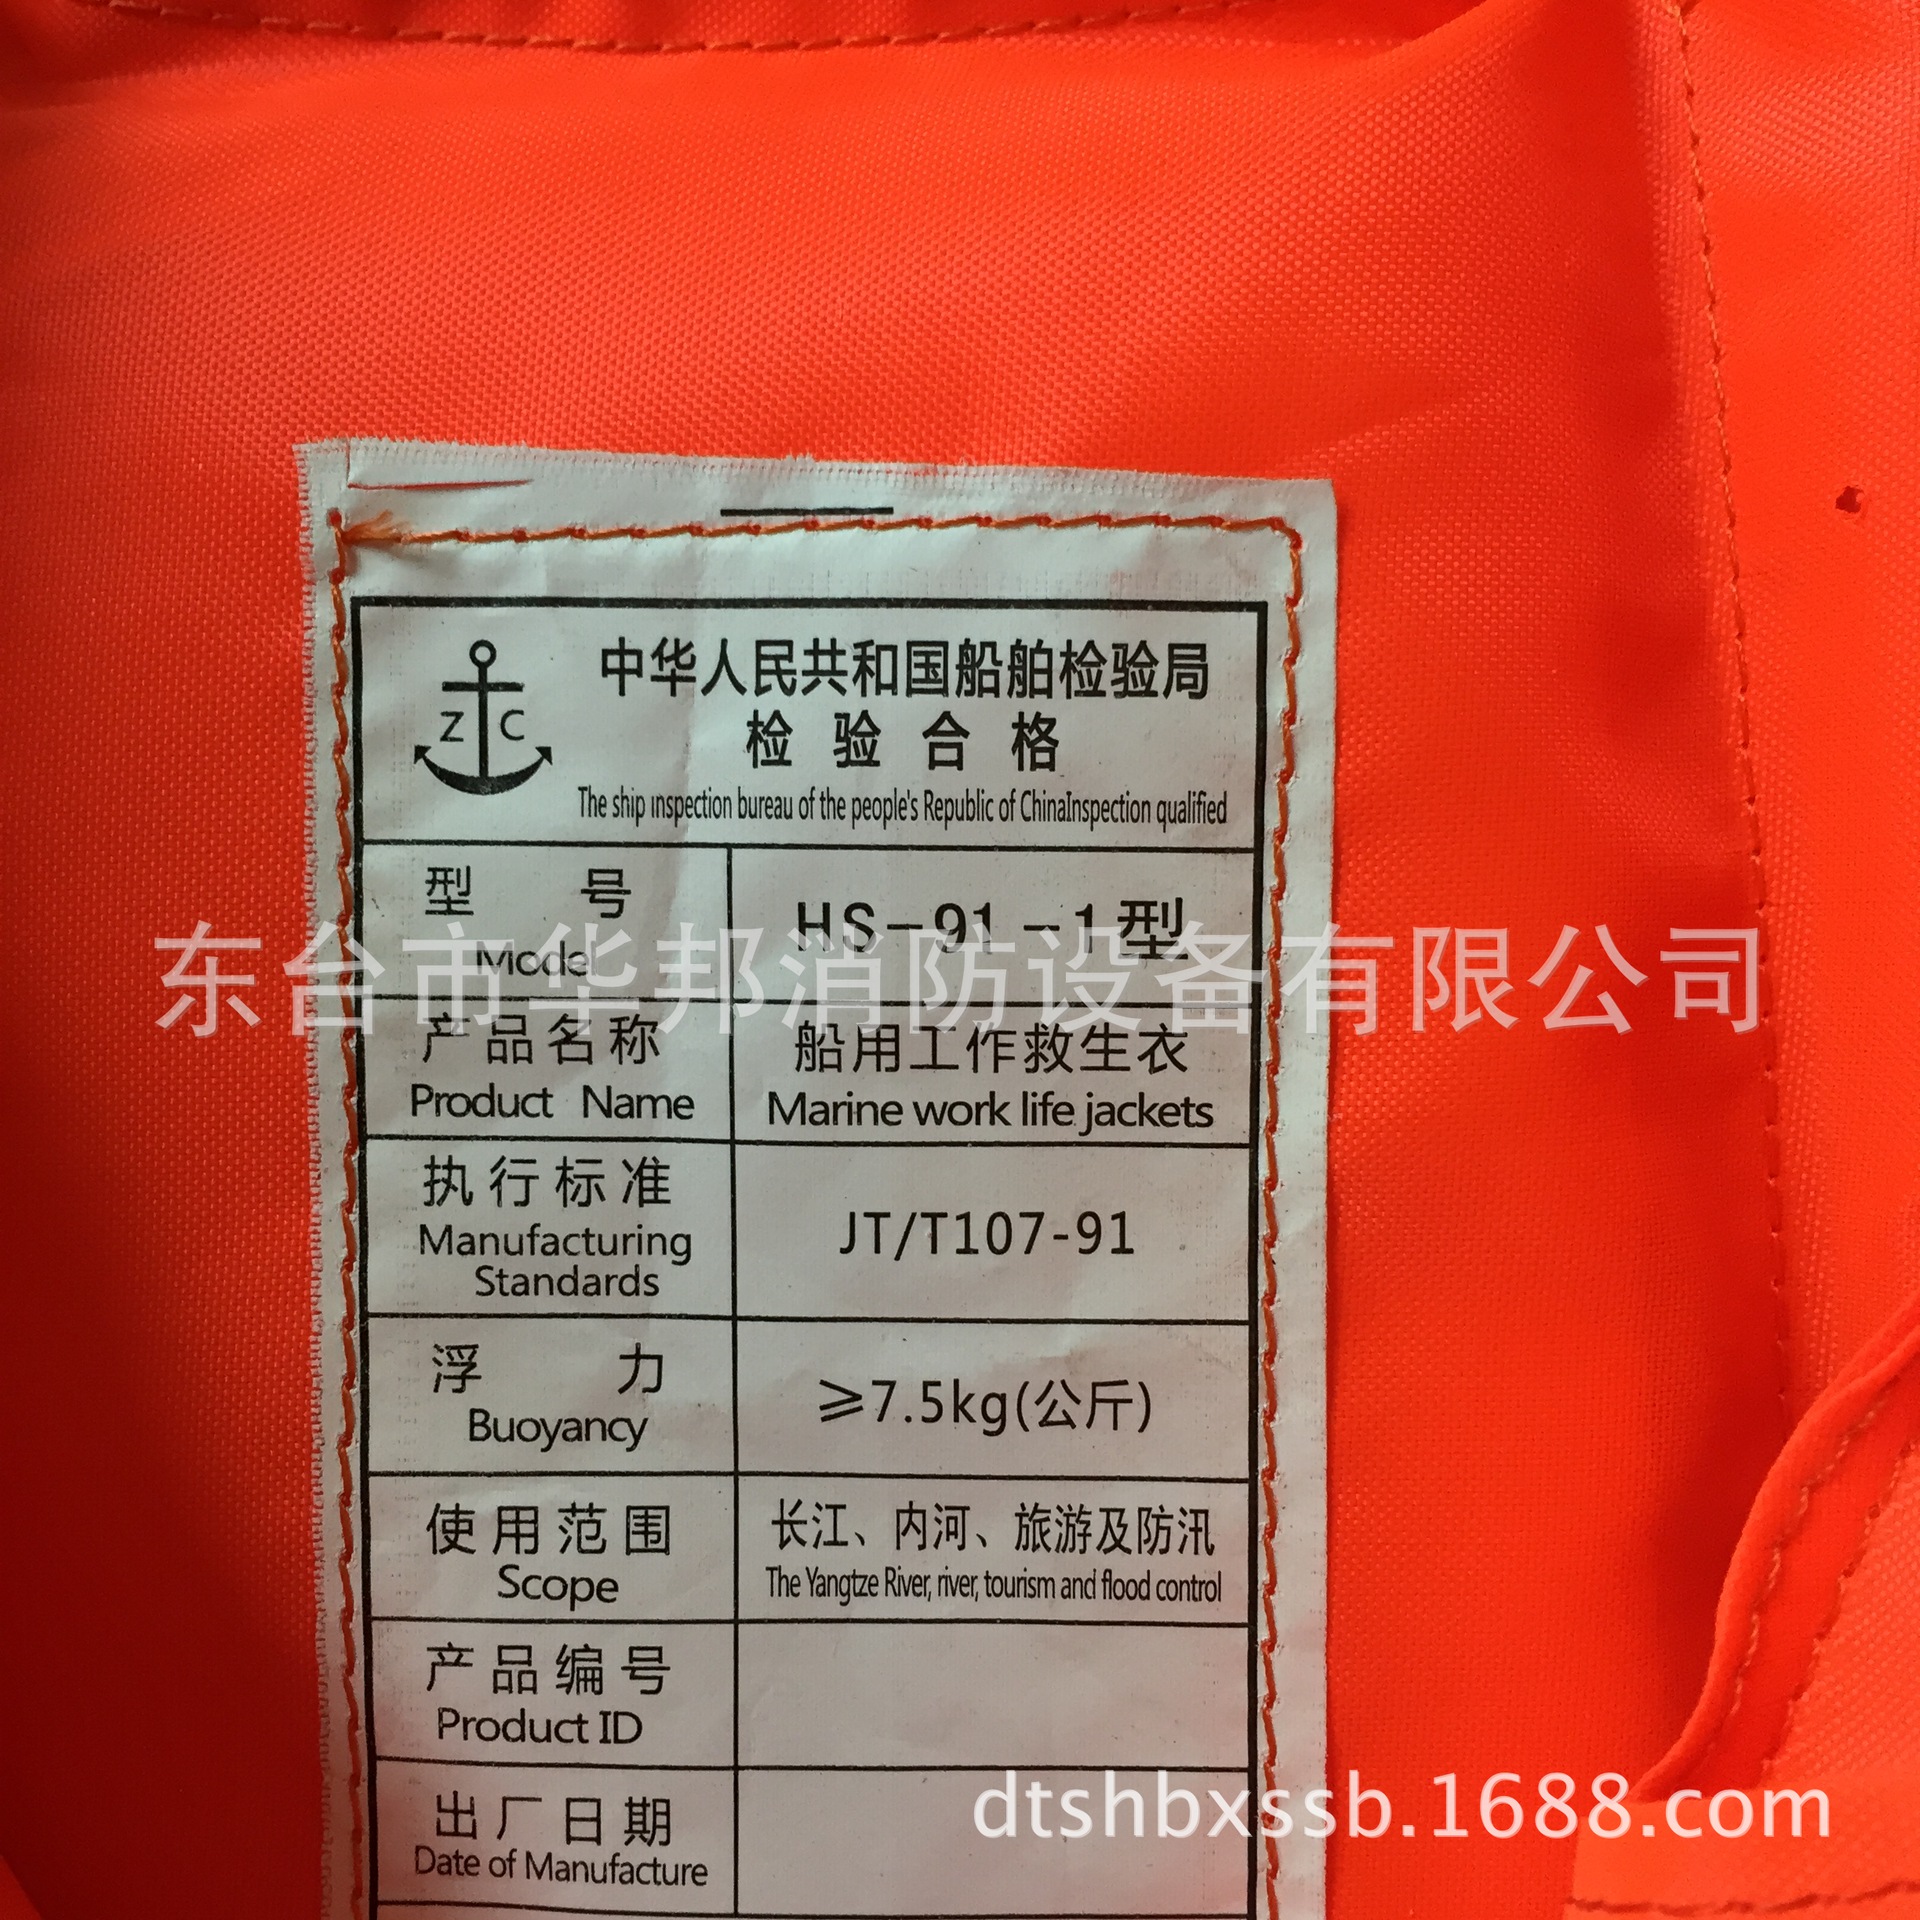 中华人民共和国船舶检验局
检验合格
Z C
The ship inspection bureau of the people's Republic of ChinaInspection qualified
型号
Model
HS-91-1型
东台市华邦消防设备有限公司
产品名称
Product Name
船用工作救生衣
Marine work life jackets
执行标准
Manufacturing
Standards
JT/T107-91
浮力
Buoyancy
≥7.5kg(公斤)
使用范围
Scope
长江、内河、旅游及防汛
The Yangtze River, river, tourism and flood control
产品编号
Product ID
出厂日期
Date of Manufacture
dtshbxssb.1688.com